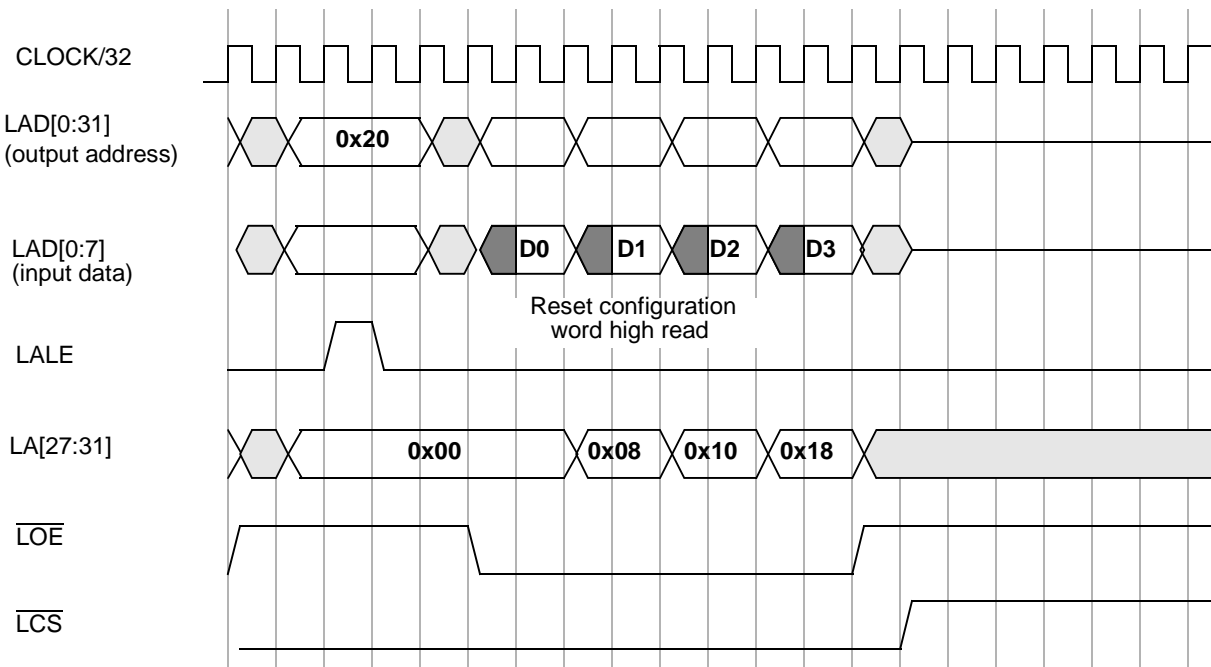 CLOCK/32
LAD[0:31]
(output address)
0x20
LAD[0:7]
(input data)
D0 D1 D2 D3
Reset configuration
word high read
LALE
LA[27:31]
0x00 0x08 0x10 0x18
LOE
LCS